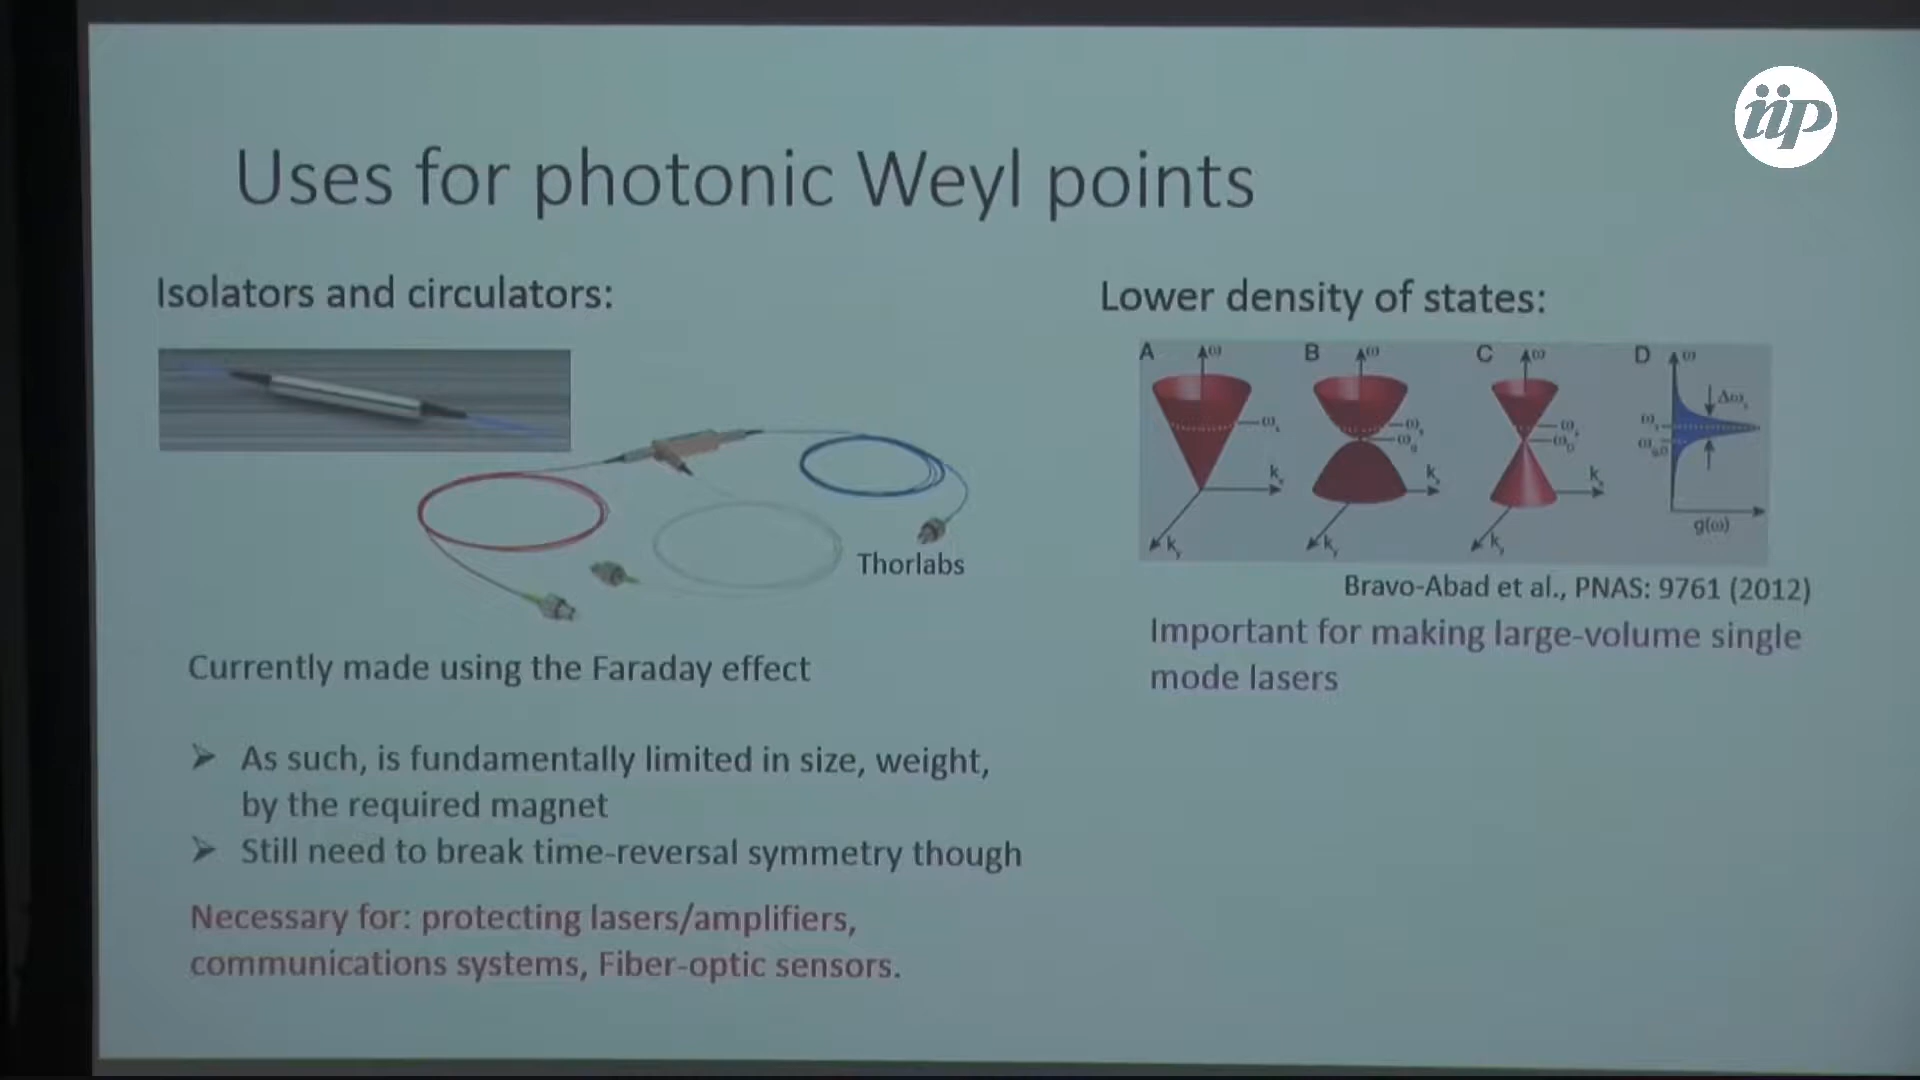 iip
Uses for photonic Weyl points
Isolators and circulators:
Thorlabs
Currently made using the Faraday effect
➤ As such, is fundamentally limited in size, weight,
by the required magnet
➤ Still need to break time-reversal symmetry though
Necessary for: protecting lasers/amplifiers,
communications systems, Fiber-optic sensors.
Lower density of states:
A ω B ω C ω D ω
g(ω)
Bravo-Abad et al., PNAS: 9761 (2012)
Important for making large-volume single
mode lasers